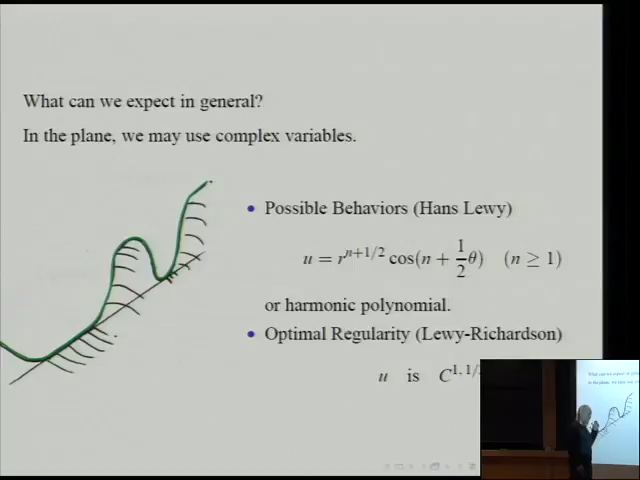 What can we expect in general?
In the plane, we may use complex variables.
• Possible Behaviors (Hans Lewy)
u = r^{n+1/2} cos(n + \frac{1}{2}θ) (n ≥ 1)
or harmonic polynomial.
• Optimal Regularity (Lewy-Richardson)
u is C^{1,1/